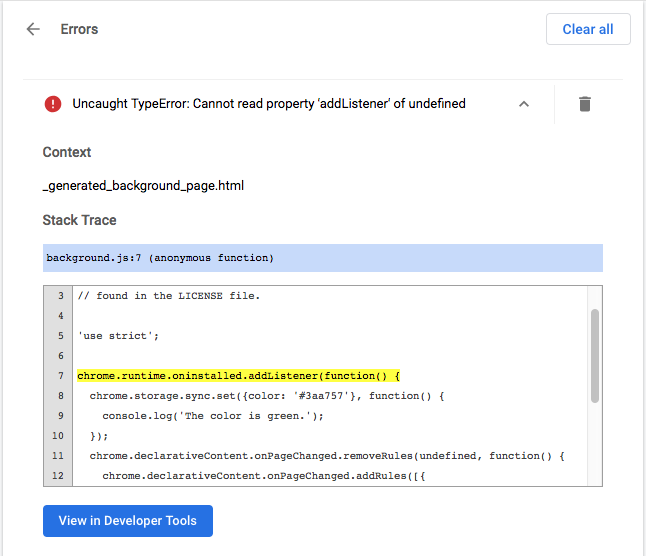 Errors
Clear all
Uncaught TypeError: Cannot read property 'addListener' of undefined
Context
_generated_background_page.html
Stack Trace
background.js:7 (anonymous function)
3 // found in the LICENSE file.
4
5 'use strict';
6
7 chrome.runtime.oninstalled.addListener(function() {
8 chrome.storage.sync.set({color: '#3aa757'}, function() {
9 console.log('The color is green.');
10 });
11 chrome.declarativeContent.onPageChanged.removeRules(undefined, function() {
12 chrome.declarativeContent.onPageChanged.addRules([{
View in Developer Tools